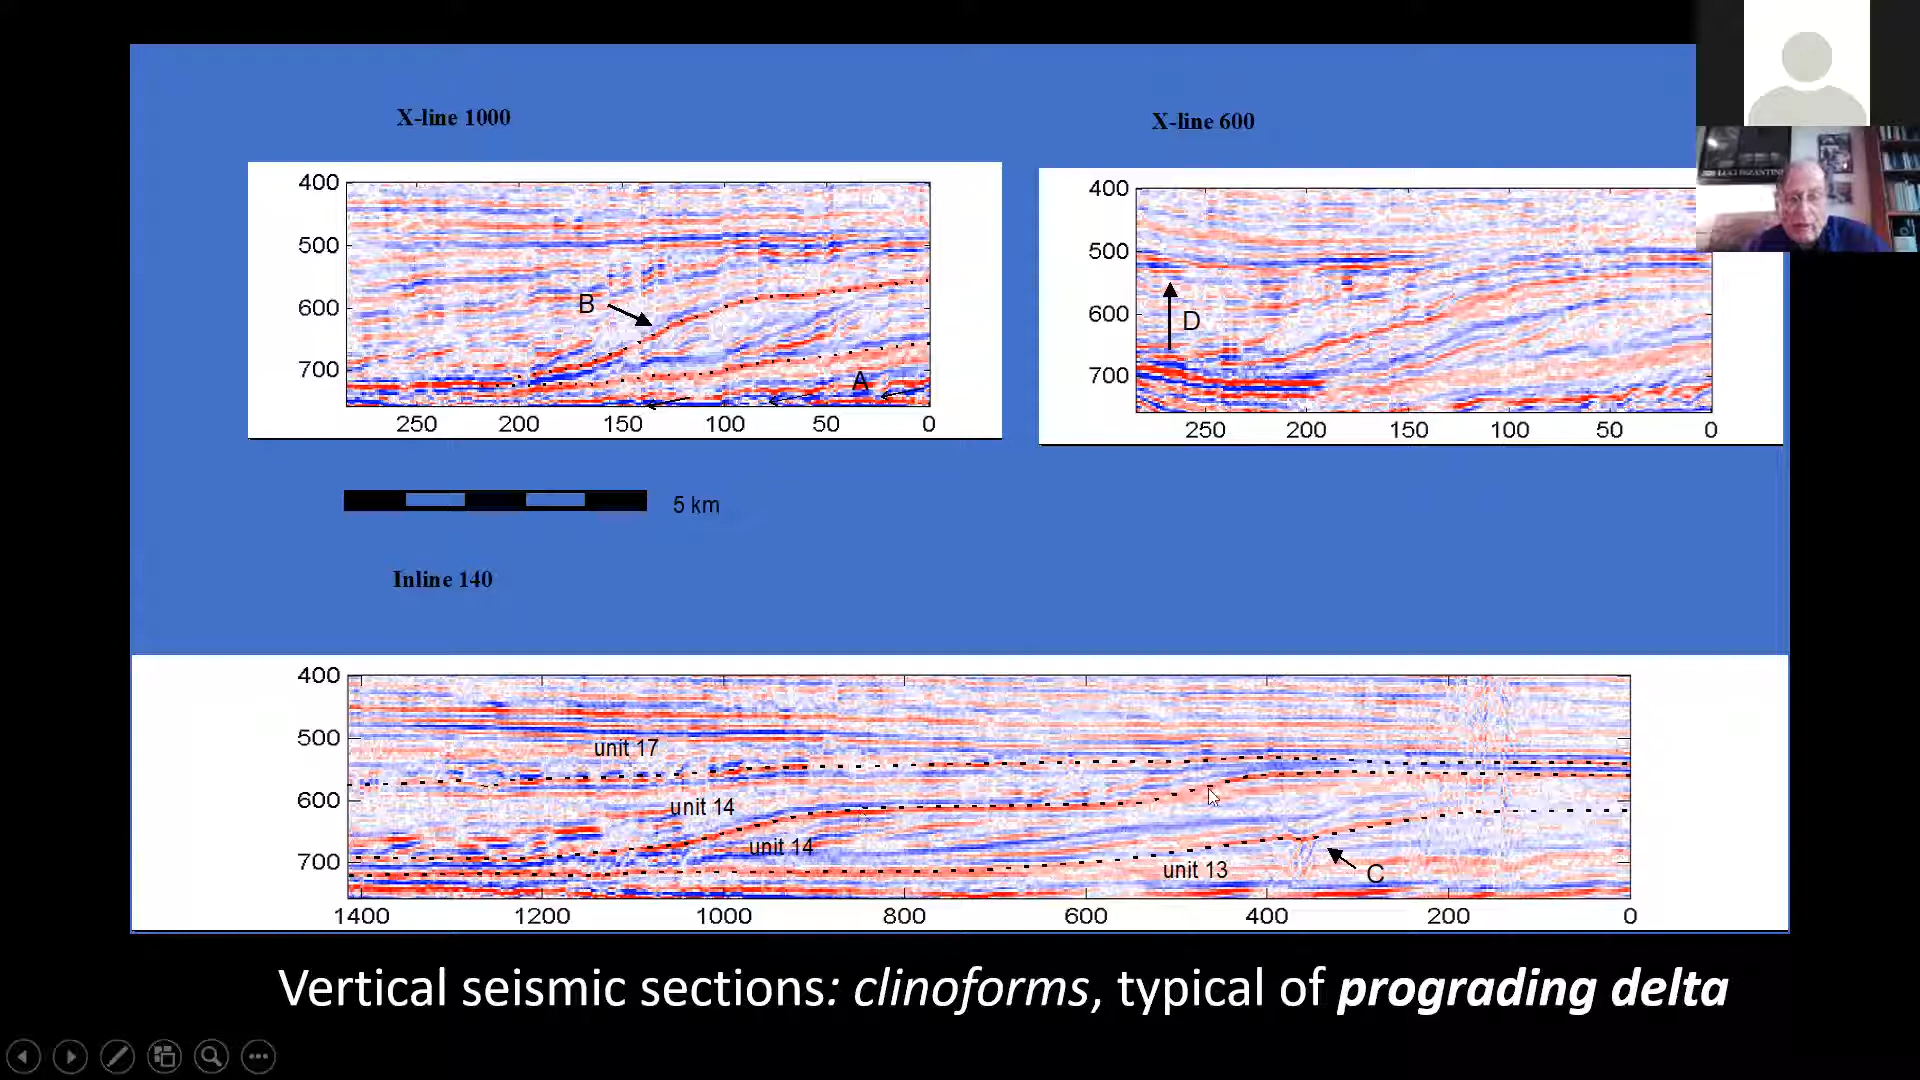 X-line 1000
X-line 600
400
500
600
700
B
A
250 200 150 100 50 0
400
500
600
700
D
250 200 150 100 50 0
5 km
Inline 140
400
500
600
700
unit 17
unit 14
unit 14
unit 13
C
1400 1200 1000 800 600 400 200 0
Vertical seismic sections: clinoforms, typical of prograding delta